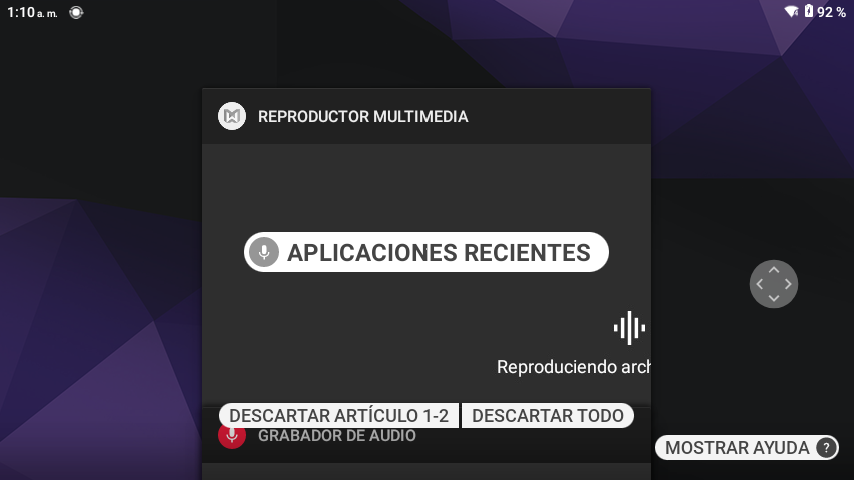 1:10 a. m.
92 %
REPRODUCTOR MULTIMEDIA
APLICACIONES RECIENTES
Reproduciendo arch
DESCARTAR ARTÍCULO 1-2
DESCARTAR TODO
GRABADOR DE AUDIO
MOSTRAR AYUDA ?